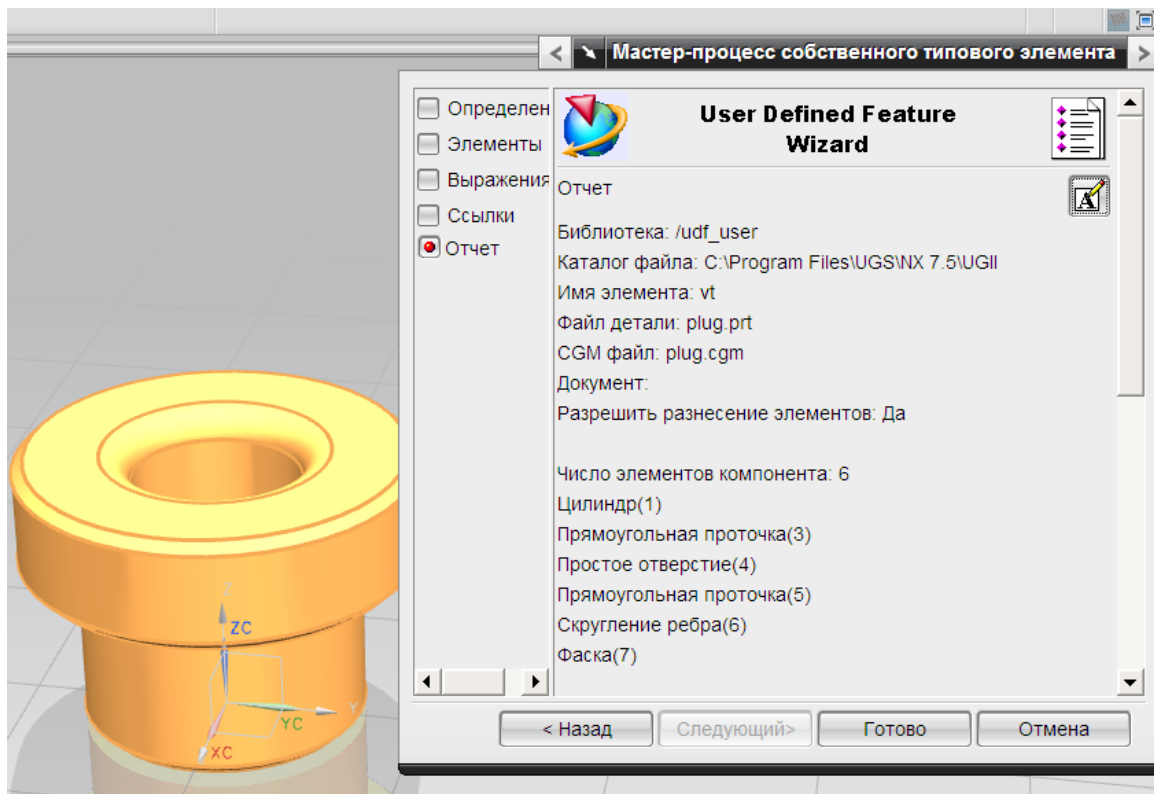 Мастер-процесс собственного типового элемента
Определен
Элементы
Выражения
Ссылки
Отчет
User Defined Feature
Wizard
Отчет
Библиотека: /udf_user
Каталог файла: C:\Program Files\UGS\NX 7.5\UGII
Имя элемента: vt
Файл детали: plug.prt
CGM файл: plug.cgm
Документ:
Разрешить разнесение элементов: Да
Число элементов компонента: 6
Цилиндр(1)
Прямоугольная проточка(3)
Простое отверстие(4)
Прямоугольная проточка(5)
Скругление ребра(6)
Фаска(7)
< Назад
Следующий>
Готово
Отмена
Z
ZC
YC
Y
XC